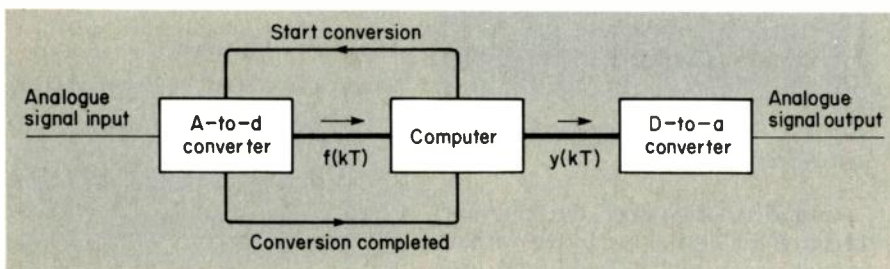 Start conversion
Analogue
signal input
A-to-d
converter
f(kT)
Computer
y(kT)
D-to-a
converter
Analogue
signal output
Conversion completed